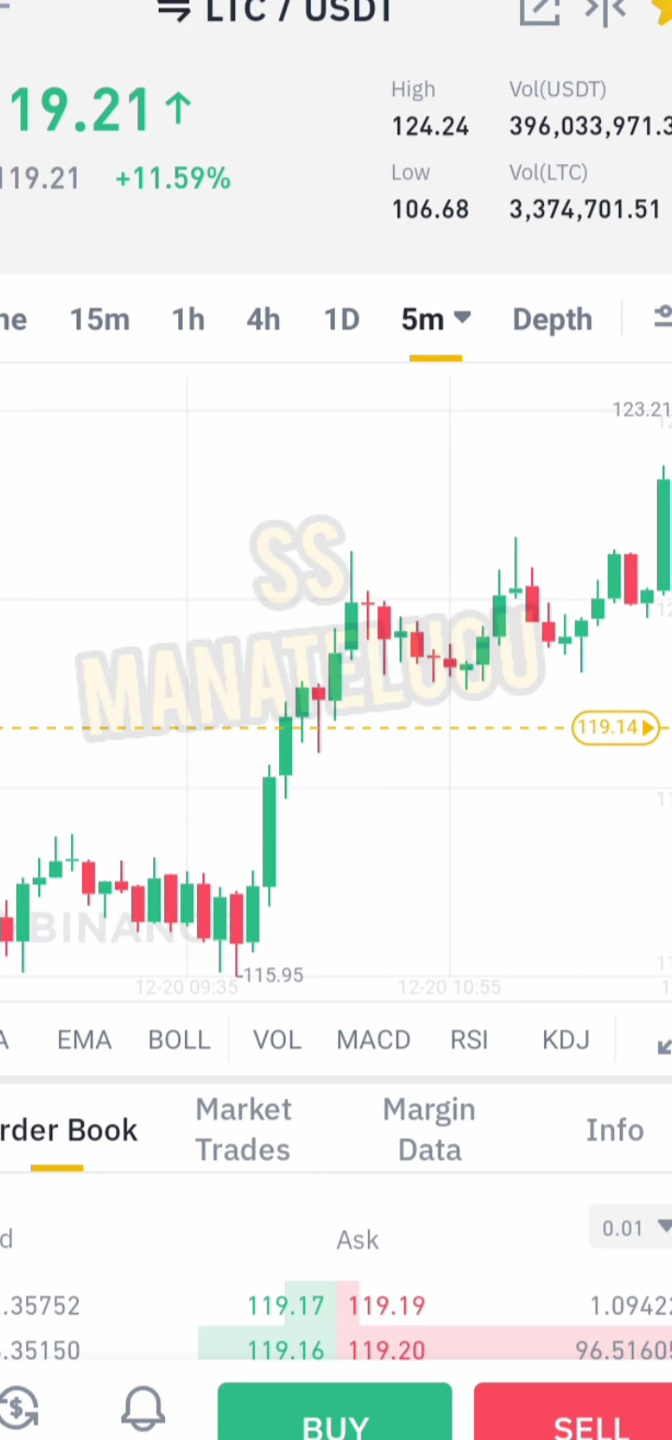 LTC / USDT
High Vol(USDT)
19.21↑
124.24 396,033,971.3
Low Vol(LTC)
119.21 +11.59%
106.68 3,374,701.51
ne 15m 1h 4h 1D 5m Depth
123.21
SS
MANATELUCU
119.14
BINANC
115.95
12-20 09:35 12-20 10:55 1
A EMA BOLL VOL MACD RSI KDJ
rder Book Market Trades Margin Data Info
d Ask 0.01
.35752 119.17 119.19 1.0942
.35150 119.16 119.20 96.5160
BUY SELL